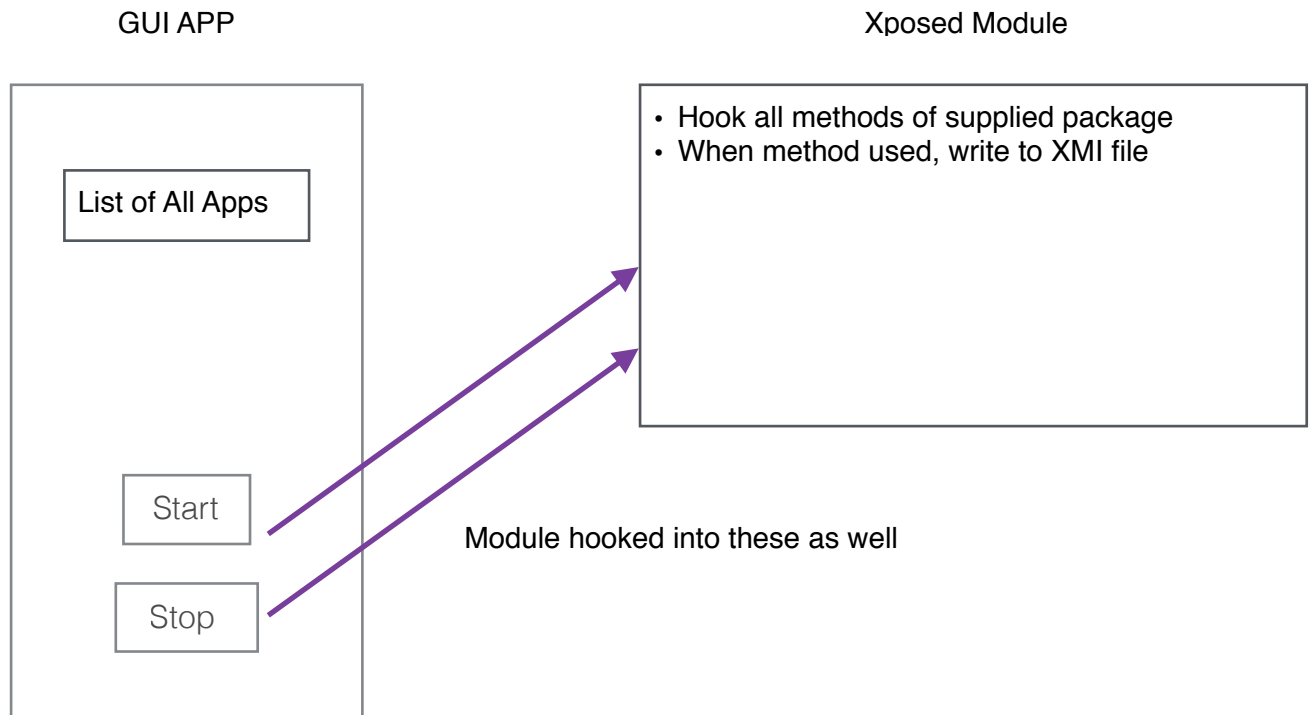 GUI APP
Xposed Module
• Hook all methods of supplied package
• When method used, write to XMI file
List of All Apps
Start
Module hooked into these as well
Stop